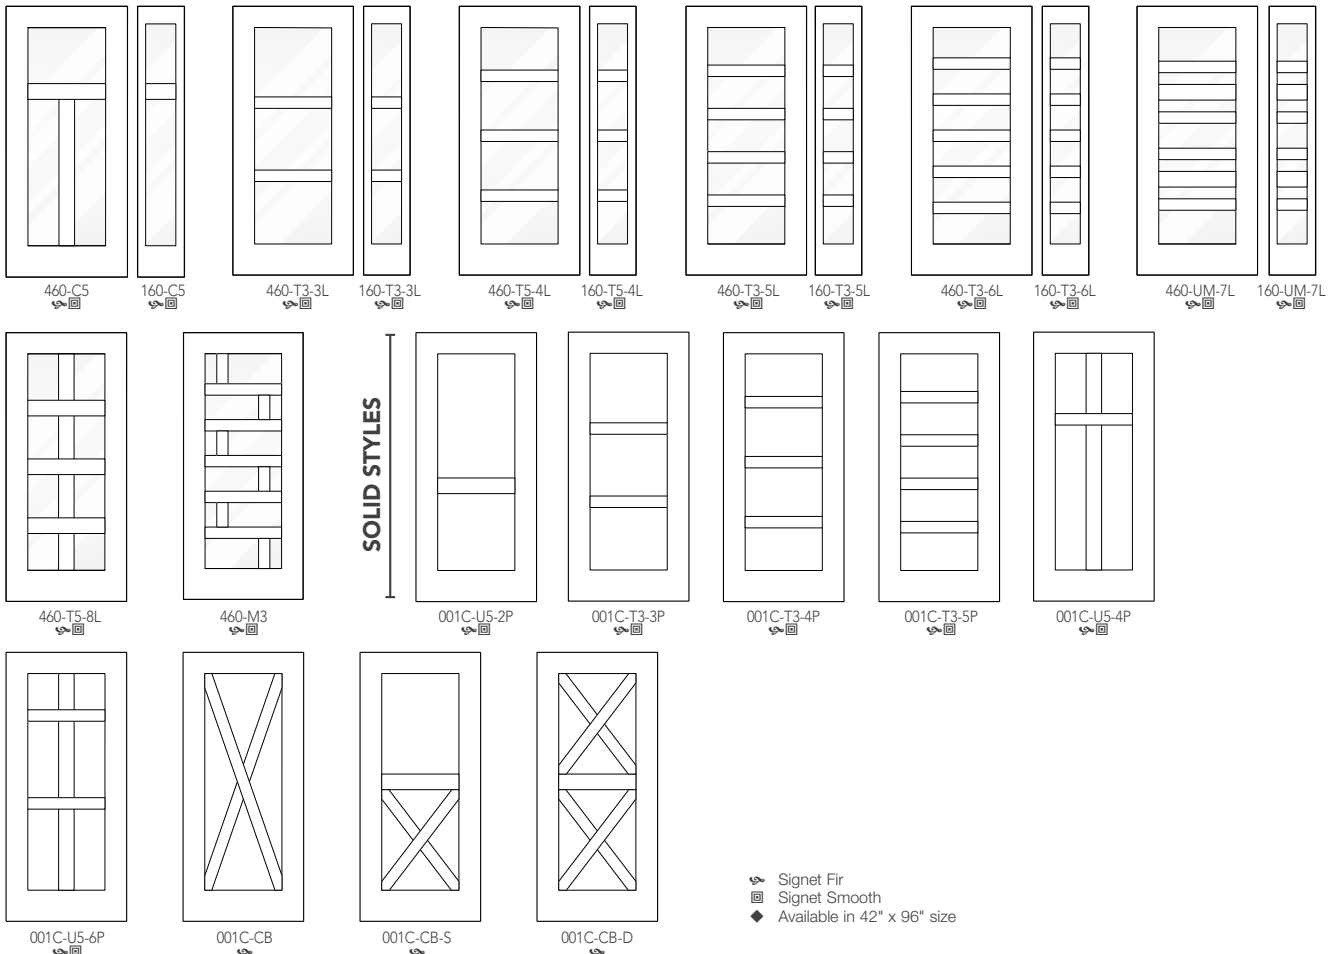 460-C5
160-C5
460-T3-3L
160-T3-3L
460-T5-4L
160-T5-4L
460-T3-5L
160-T3-5L
460-T3-6L
160-T3-6L
460-UM-7L
160-UM-7L
SOLID STYLES
460-T5-8L
460-M3
001C-U5-2P
001C-T3-3P
001C-T3-4P
001C-T3-5P
001C-U5-4P
001C-U5-6P
001C-CB
001C-CB-S
001C-CB-D
Signet Fir
Signet Smooth
Available in 42" x 96" size